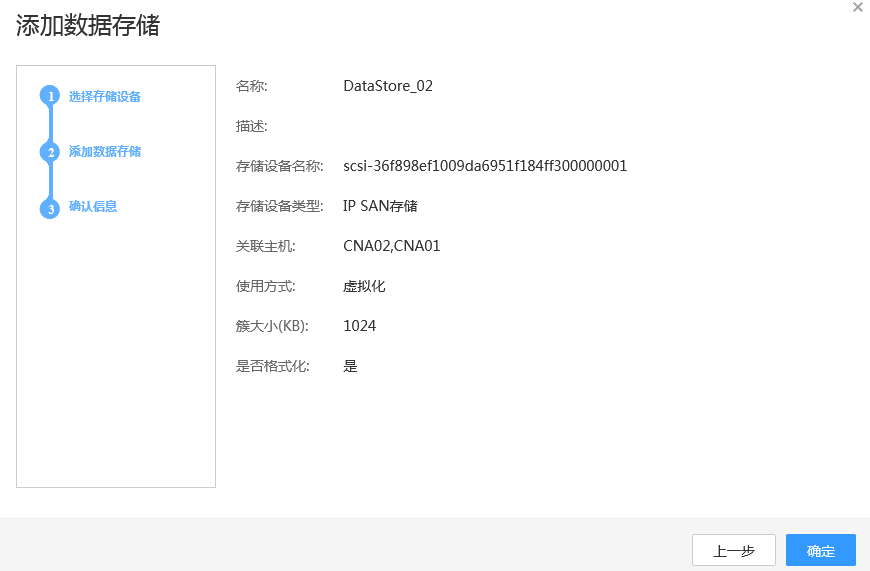 添加数据存储
1 选择存储设备
2 添加数据存储
3 确认信息
名称: DataStore_02
描述:
存储设备名称: scsi-36f898ef1009da6951f184ff300000001
存储设备类型: IP SAN存储
关联主机: CNA02,CNA01
使用方式: 虚拟化
簇大小(KB): 1024
是否格式化: 是
上一步 确定